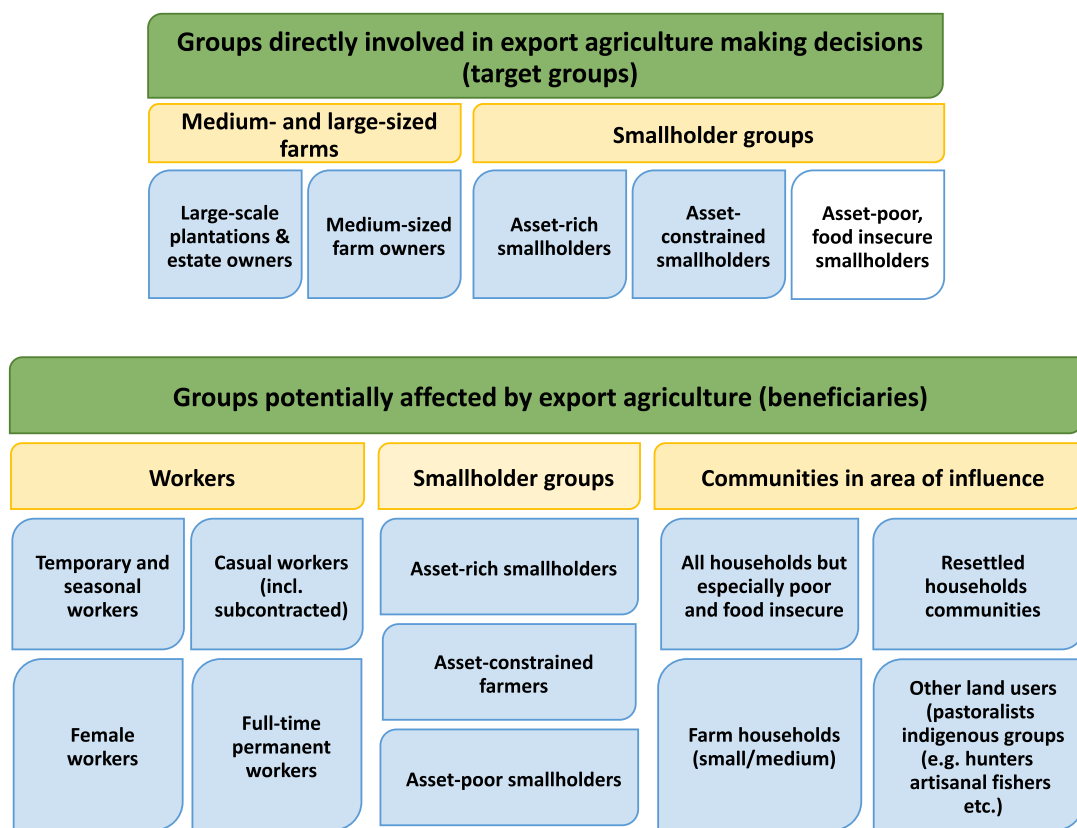 Groups directly involved in export agriculture making decisions
(target groups)
Medium- and large-sized
farms
Smallholder groups
Large-scale
plantations &
estate owners
Medium-sized
farm owners
Asset-rich
smallholders
Asset-
constrained
smallholders
Asset-poor,
food insecure
smallholders
Groups potentially affected by export agriculture (beneficiaries)
Workers
Smallholder groups
Communities in area of influence
Temporary and
seasonal
workers
Casual workers
(incl.
subcontracted)
Female
workers
Full-time
permanent
workers
Asset-rich smallholders
Asset-constrained
farmers
Asset-poor smallholders
All households but
especially poor
and food insecure
Resettled
households
communities
Farm households
(small/medium)
Other land users
(pastoralists
indigenous groups
(e.g. hunters
artisanal fishers
etc.)